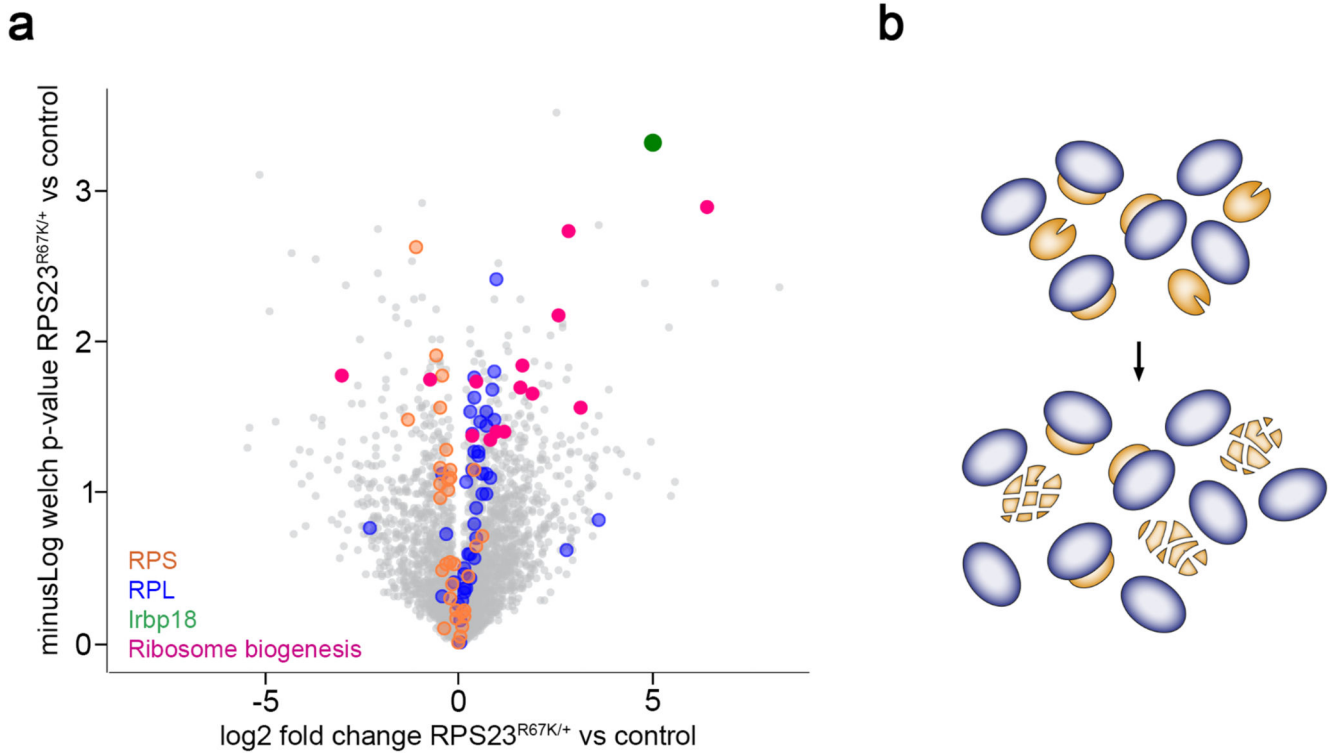 a
b
minusLog welch p-value RPS23R67K/+ vs control
3
2
1
0
RPS
RPL
Irbp18
Ribosome biogenesis
-5
0
5
log2 fold change RPS23R67K/+ vs control